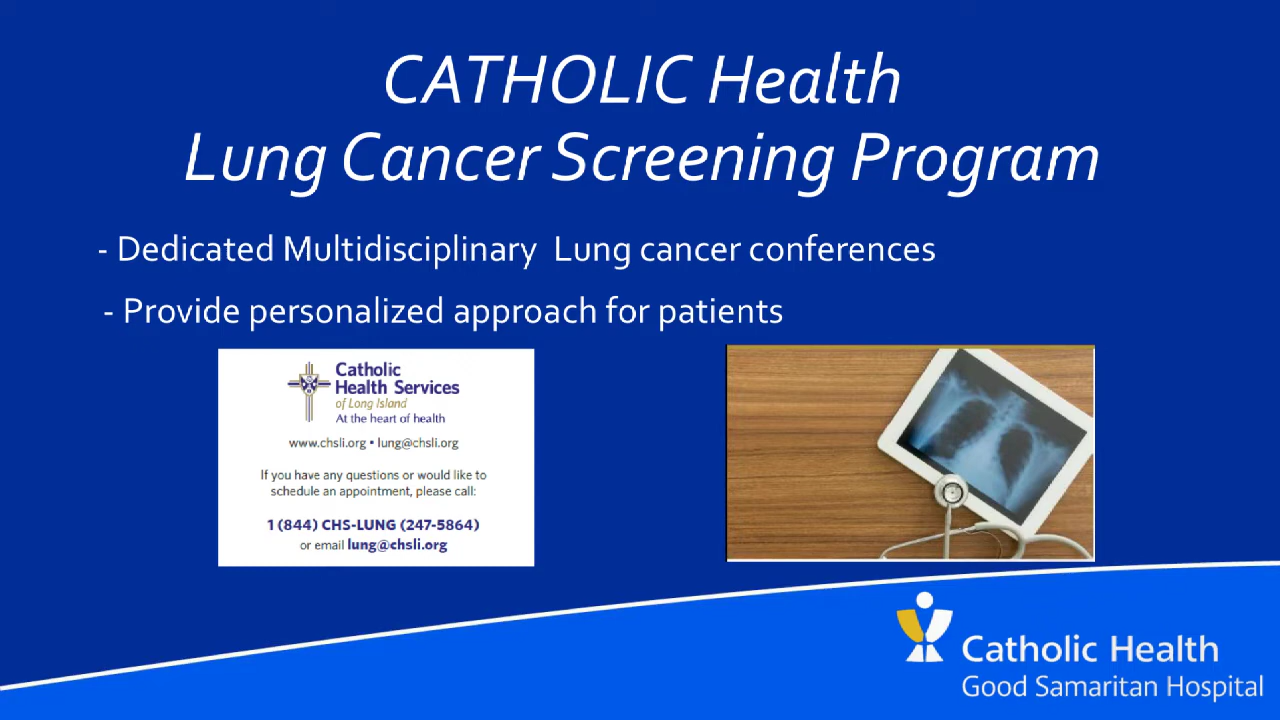 CATHOLIC Health
Lung Cancer Screening Program
- Dedicated Multidisciplinary Lung cancer conferences
- Provide personalized approach for patients
Catholic
Health Services
of Long Island
At the heart of health
www.chsli.org • lung@chsli.org
If you have any questions or would like to
schedule an appointment, please call:
1 (844) CHS-LUNG (247-5864)
or email lung@chsli.org
Catholic Health
Good Samaritan Hospital